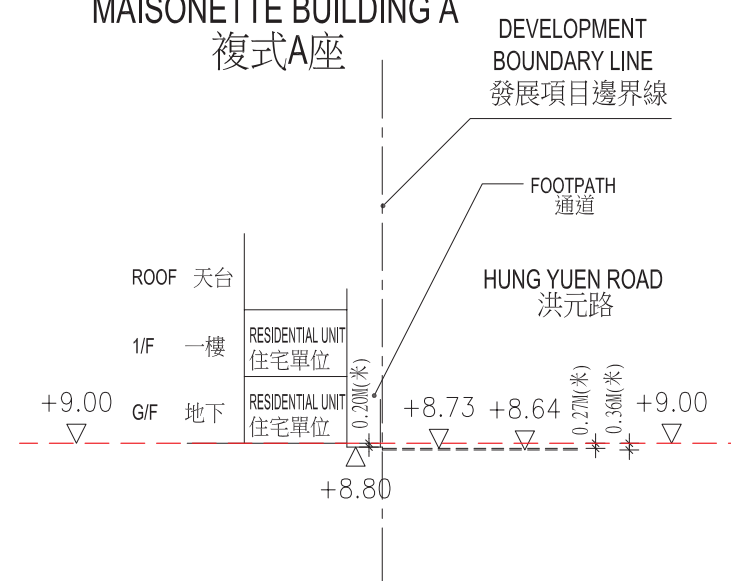 MAISONETTE BUILDING A
複式A座
DEVELOPMENT
BOUNDARY LINE
發展項目邊界線
FOOTPATH
通道
HUNG YUEN ROAD
洪元路
ROOF 天台
1/F 一樓
RESIDENTIAL UNIT
住宅單位
G/F 地下
RESIDENTIAL UNIT
住宅單位
+9.00
0.20M(米)
+8.73
+8.64
0.27M(米)
0.36M(米)
+9.00
+8.80